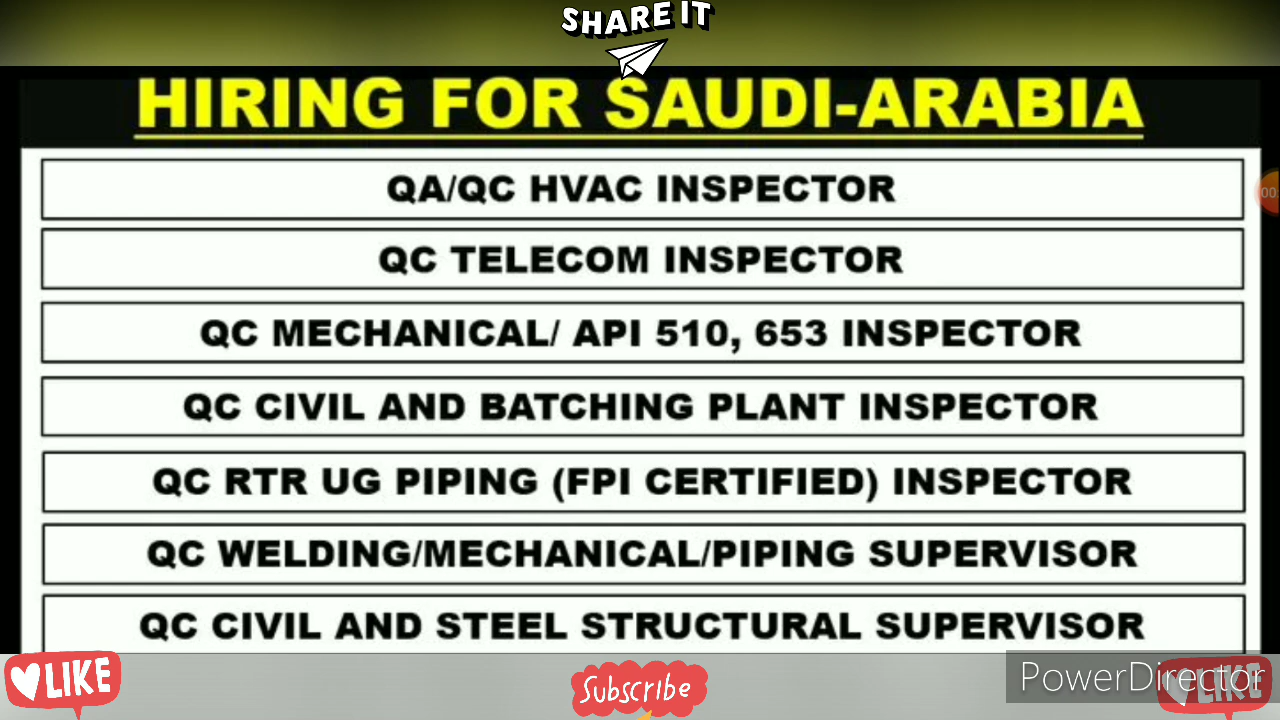 SHARE IT
HIRING FOR SAUDI-ARABIA
QA/QC HVAC INSPECTOR
00
QC TELECOM INSPECTOR
QC MECHANICAL/ API 510, 653 INSPECTOR
QC CIVIL AND BATCHING PLANT INSPECTOR
QC RTR UG PIPING (FPI CERTIFIED) INSPECTOR
QC WELDING/MECHANICAL/PIPING SUPERVISOR
QC CIVIL AND STEEL STRUCTURAL SUPERVISOR
LIKE
Subscribe
PowerDirector
LIKE